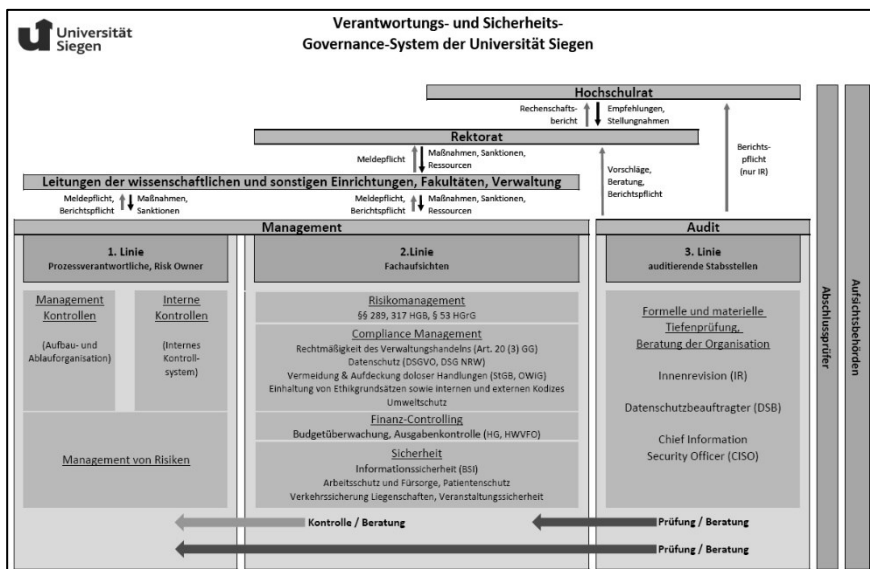 Universität
Siegen
Verantwortungs- und Sicherheits-
Governance-System der Universität Siegen
Hochschulrat
Rechenschafts-
bericht
Empfehlungen,
Stellungnahmen
Rektorat
Meldepflicht
Maßnahmen, Sanktionen,
Ressourcen
Vorschläge,
Beratung,
Berichtspflicht
Berichts-
pflicht
(nur IR)
Leitungen der wissenschaftlichen und sonstigen Einrichtungen, Fakultäten, Verwaltung
Meldepflicht,
Berichtspflicht
Maßnahmen,
Sanktionen
Meldepflicht,
Berichtspflicht
Maßnahmen, Sanktionen,
Ressourcen
Management
Audit
1. Linie
Prozessverantwortliche, Risk Owner
2.Linie
Fachaufsichten
3. Linie
auditierende Stabsstellen
Management
Kontrollen
(Aufbau- und
Ablauforganisation)
Interne
Kontrollen
(Internes
Kontroll-
system)
Management von Risiken
Risikomanagement
§§ 289, 317 HGB, § 53 HGrG
Compliance Management
Rechtmäßigkeit des Verwaltungshandelns (Art. 20 (3) GG)
Datenschutz (DSGVO, DSG NRW)
Vermeidung & Aufdeckung doloser Handlungen (StGB, OWiG)
Einhaltung von Ethikgrundsätzen sowie internen und externen Kodizes
Umweltschutz
Finanz-Controlling
Budgetüberwachung, Ausgabenkontrolle (HG, HWVFO)
Sicherheit
Informationssicherheit (BSI)
Arbeitsschutz und Fürsorge, Patientenschutz
Verkehrssicherung Liegenschaften, Veranstaltungssicherheit
Formelle und materielle
Tiefenprüfung,
Beratung der Organisation
Innenrevision (IR)
Datenschutzbeauftragter (DSB)
Chief Information
Security Officer (CISO)
Kontrolle / Beratung
Prüfung / Beratung
Prüfung / Beratung
Abschlussprüfer
Aufsichtsbehörden